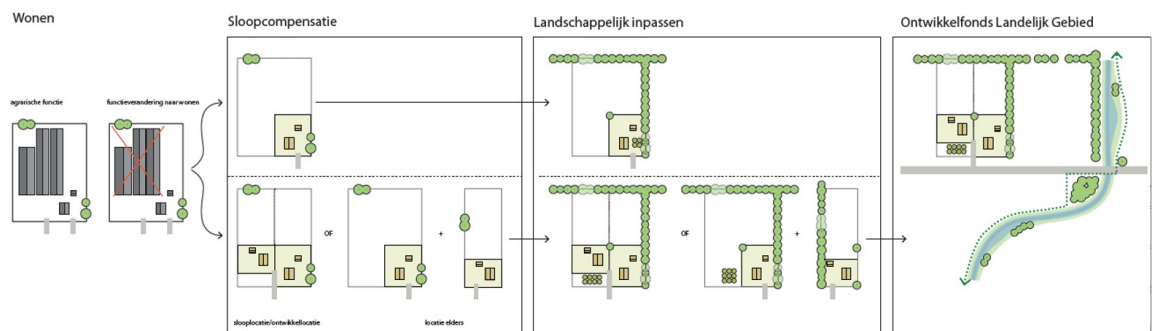 Wonen
Sloopcompensatie
Landschappelijk inpassen
Ontwikkelfonds Landelijk Gebied
agrarische functie
functieverandering naar wonen
OF
+
OF
+
slooplocatie/ontwikkellocatie
locatie elders